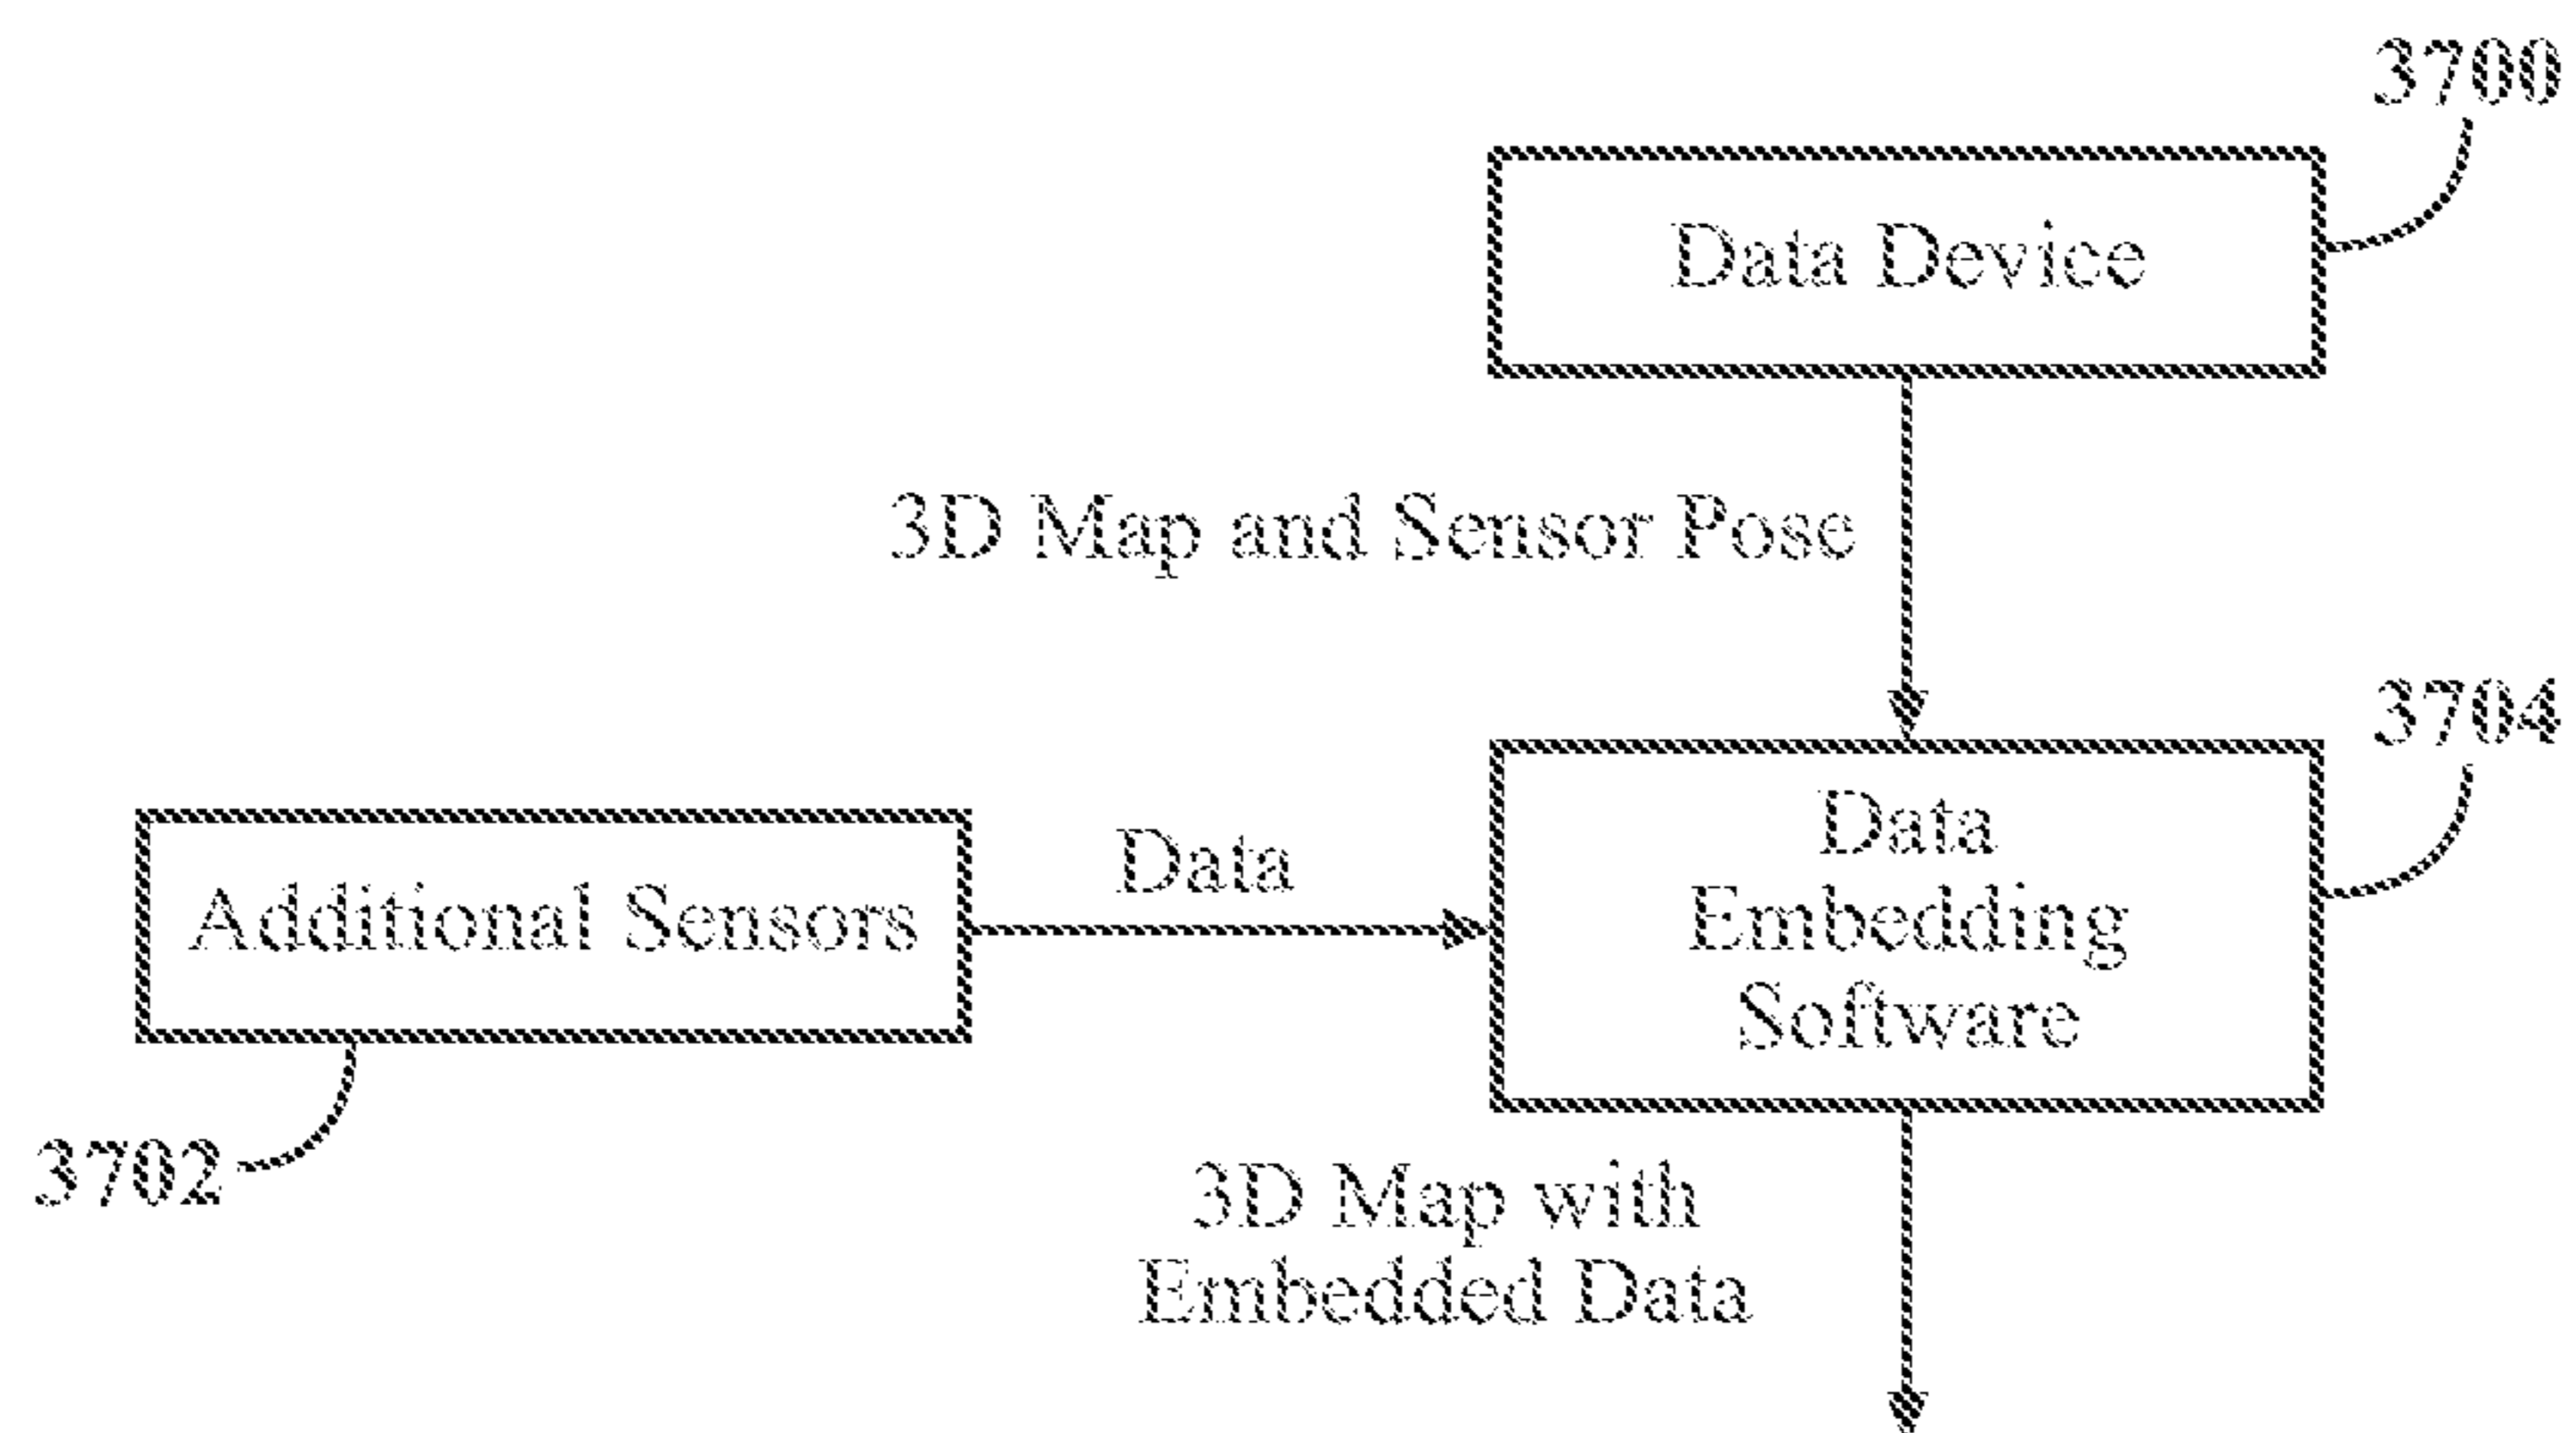 3700
Data Device
3D Map and Sensor Pose
3704
Data
Embedding
Software
Data
Additional Sensors
3702
3D Map with
Embedded Data